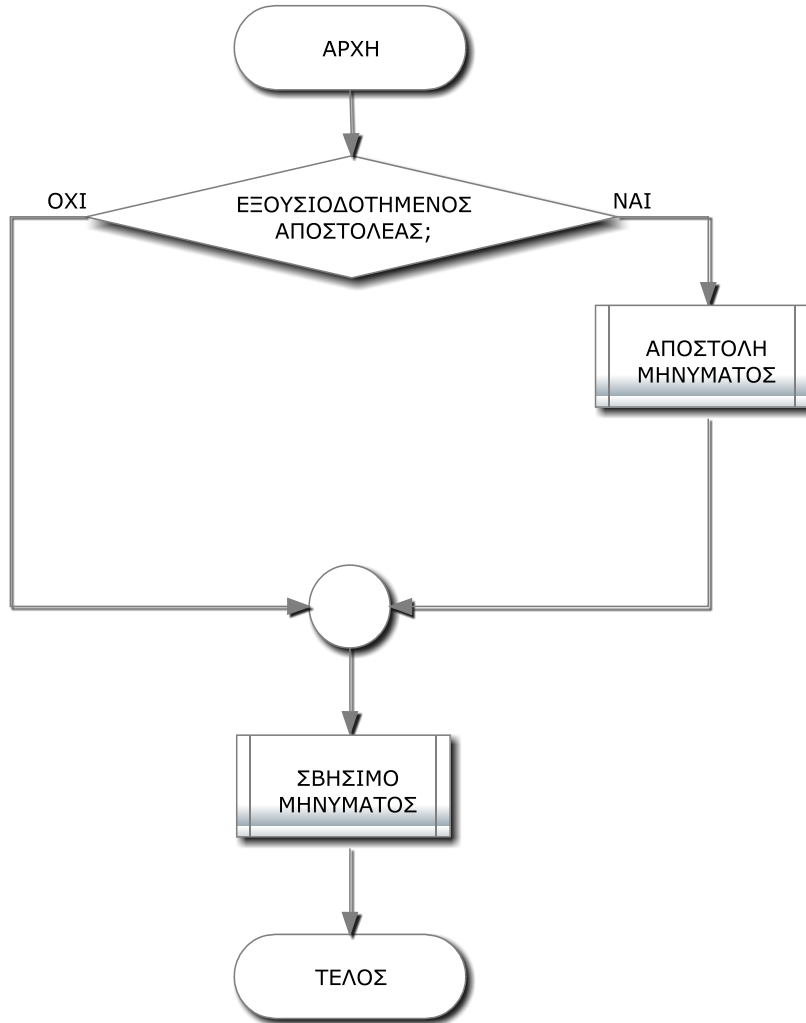 ΑΡΧΗ
ΟΧΙ
ΕΞΟΥΣΙΟΔΟΤΗΜΕΝΟΣ
ΑΠΟΣΤΟΛΕΑΣ;
ΝΑΙ
ΑΠΟΣΤΟΛΗ
ΜΗΝΥΜΑΤΟΣ
ΣΒΗΣΙΜΟ
ΜΗΝΥΜΑΤΟΣ
ΤΕΛΟΣ